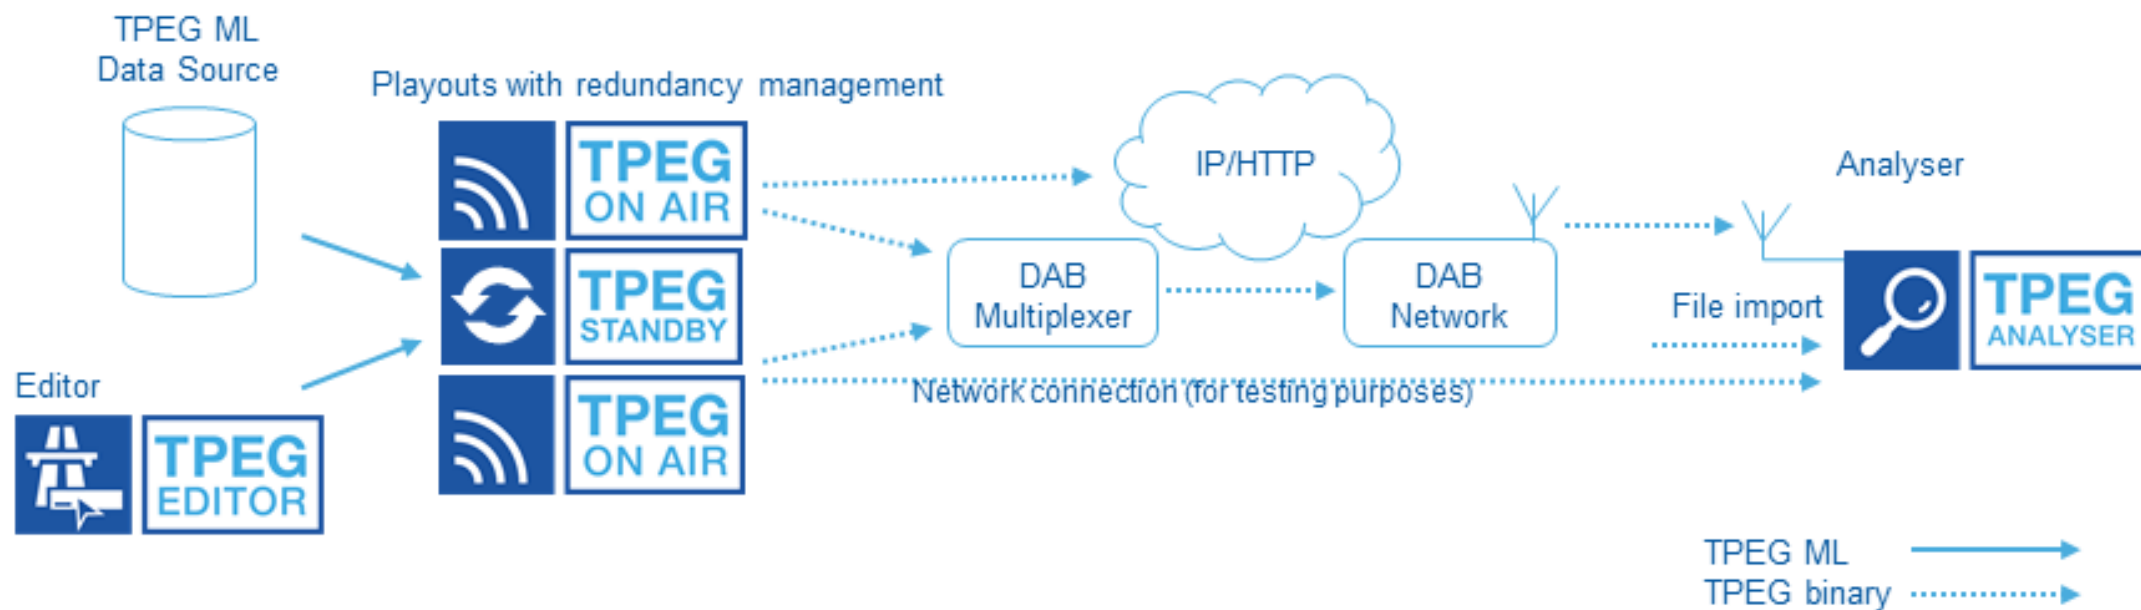 TPEG ML
Data Source
Playouts with redundancy management
TPEG
ON AIR
IP/HTTP
Analyser
TPEG
STANDBY
DAB
Multiplexer
DAB
Network
File import
TPEG
ANALYSER
Editor
Network connection (for testing purposes)
TPEG
ON AIR
TPEG
EDITOR
TPEG ML
TPEG binary